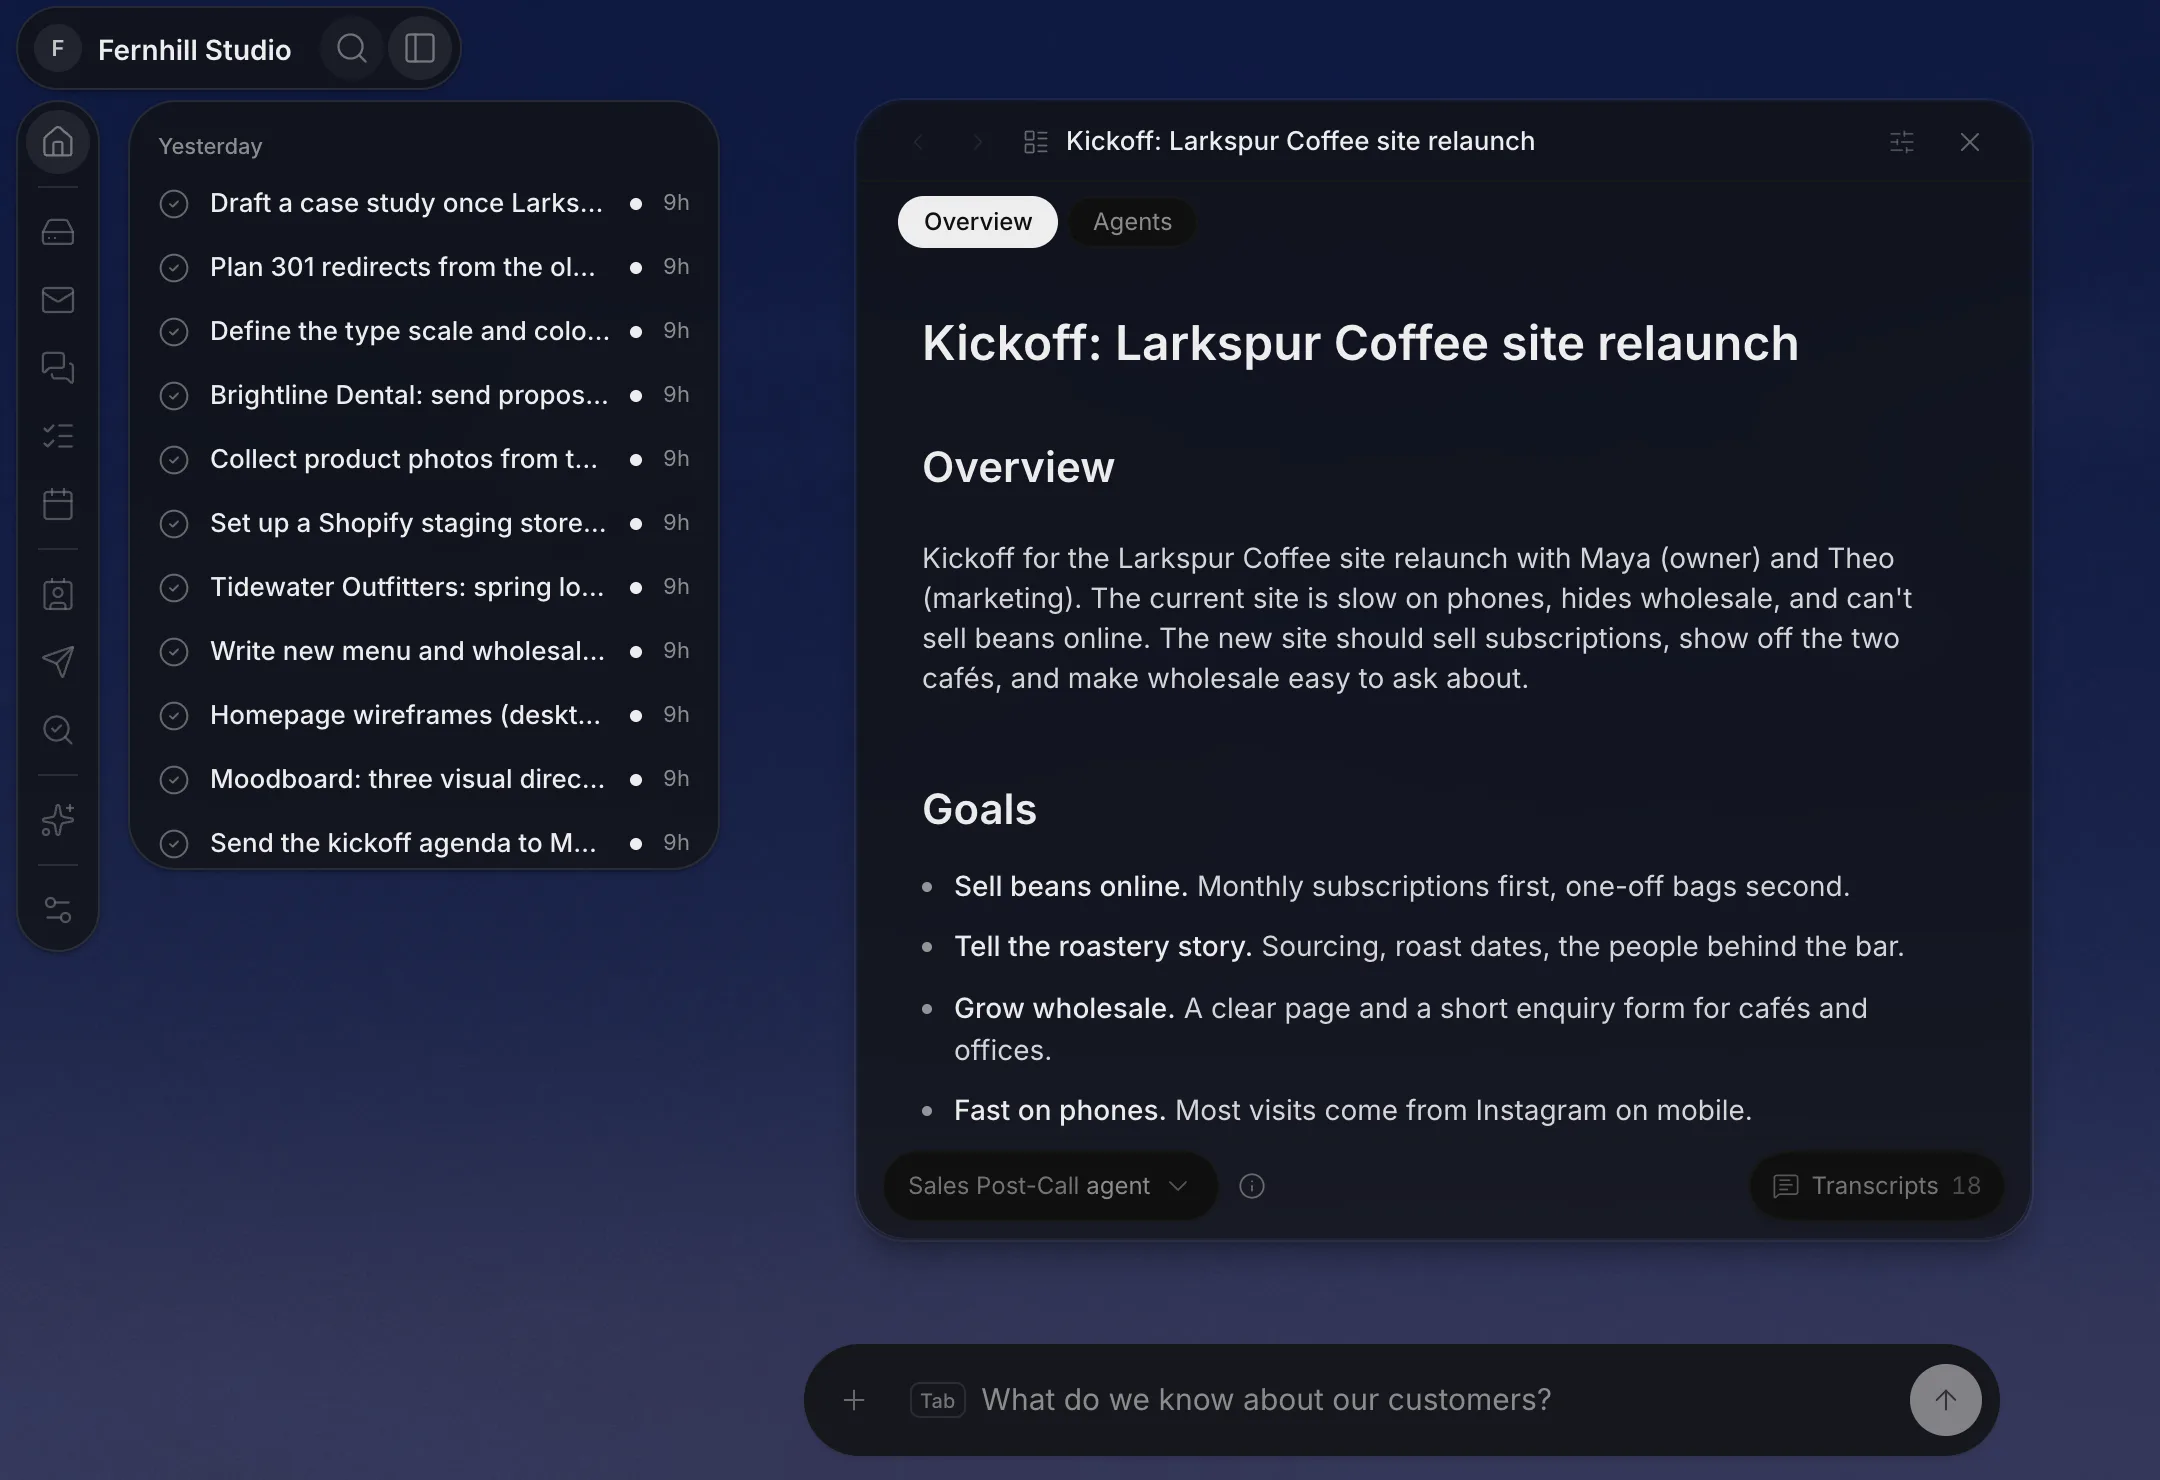 F Fernhill Studio
Yesterday
Draft a case study once Larks... 9h
Plan 301 redirects from the ol... 9h
Define the type scale and colo... 9h
Brightline Dental: send propos... 9h
Collect product photos from t... 9h
Set up a Shopify staging store... 9h
Tidewater Outfitters: spring lo... 9h
Write new menu and wholesal... 9h
Homepage wireframes (deskt... 9h
Moodboard: three visual direc... 9h
Send the kickoff agenda to M... 9h
Kickoff: Larkspur Coffee site relaunch
Overview Agents
Kickoff: Larkspur Coffee site relaunch
Overview
Kickoff for the Larkspur Coffee site relaunch with Maya (owner) and Theo
(marketing). The current site is slow on phones, hides wholesale, and can't
sell beans online. The new site should sell subscriptions, show off the two
cafés, and make wholesale easy to ask about.
Goals
Sell beans online. Monthly subscriptions first, one-off bags second.
Tell the roastery story. Sourcing, roast dates, the people behind the bar.
Grow wholesale. A clear page and a short enquiry form for cafés and
offices.
Fast on phones. Most visits come from Instagram on mobile.
Sales Post-Call agent
Transcripts 18
Tab What do we know about our customers?